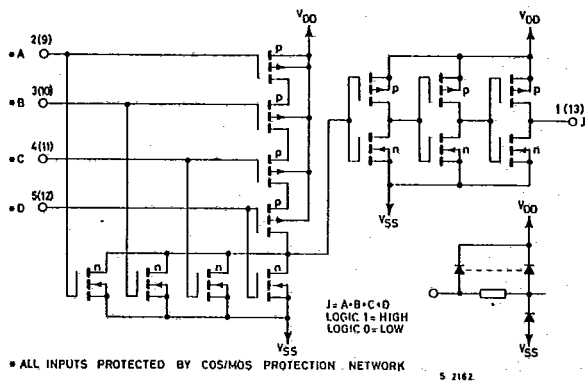 VDD
VDD
2(9)
*A
p
3(10)
*B
p
p
p
p
1(13)
J
4(11)
*C
p
n
n
n
5(12)
*D
p
VSS
VDD
n
n
n
n
J=A+B+C+D
LOGIC 1=HIGH
LOGIC 0=LOW
VSS
VSS
* ALL INPUTS PROTECTED BY COS/MOS PROTECTION NETWORK
S 2162